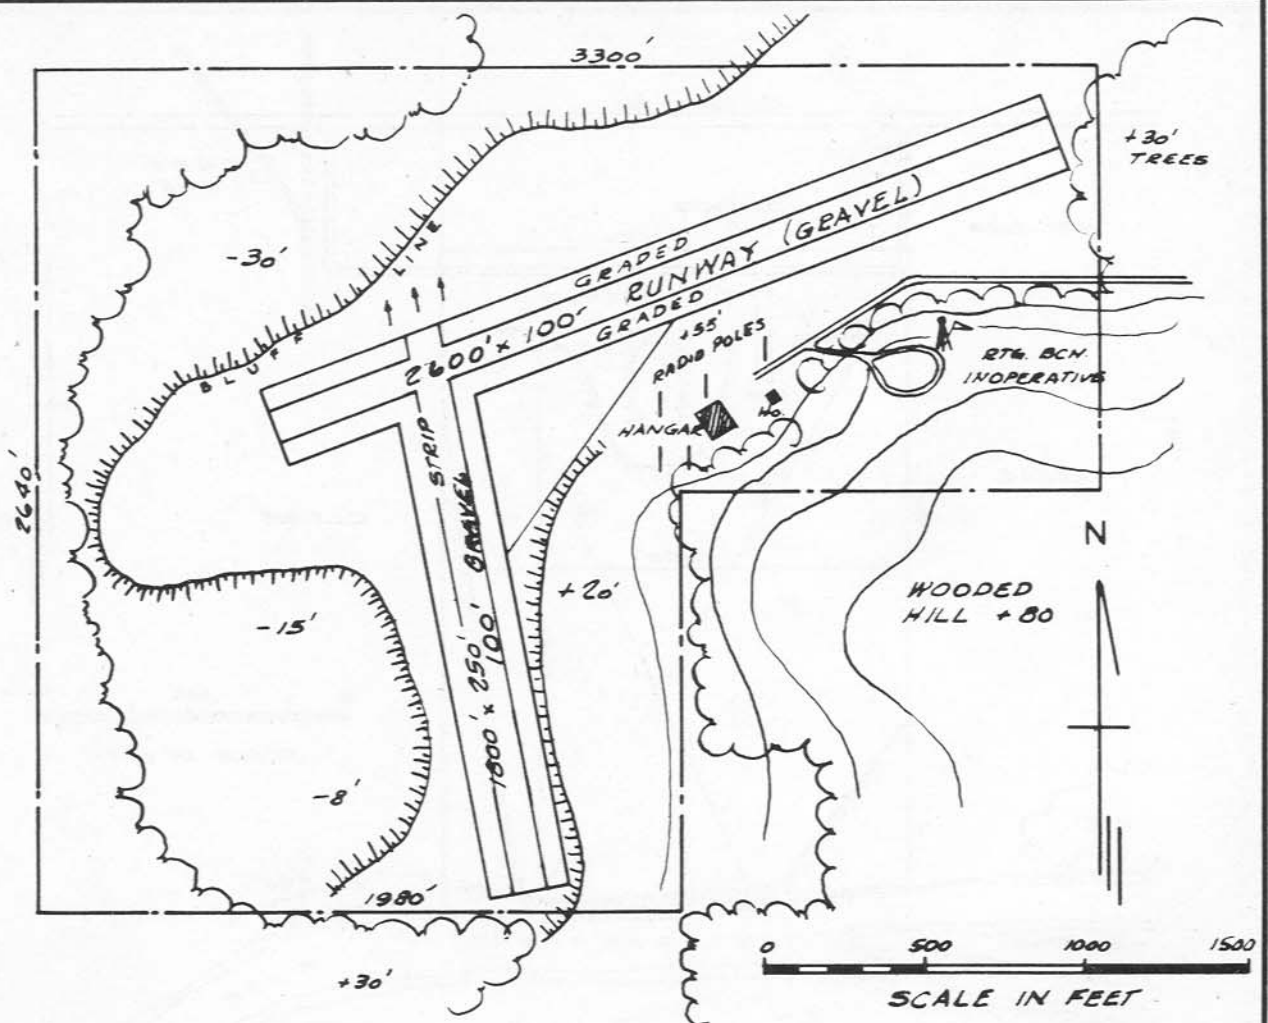 3300'
+30'
TREES
-30'
BLUFF LINE
GRADED
RUNWAY (GRAVEL)
2600' x 100'
GRADED
+55'
RADIO POLES
RTG. BCN.
INOPERATIVE
HO.
HANGAR
STRIP
GRAVEL
1800' x 250'
100'
2640'
N
WOODED
HILL +80
+20'
-15'
-8'
1980'
+30'
0 500 1000 1500
SCALE IN FEET